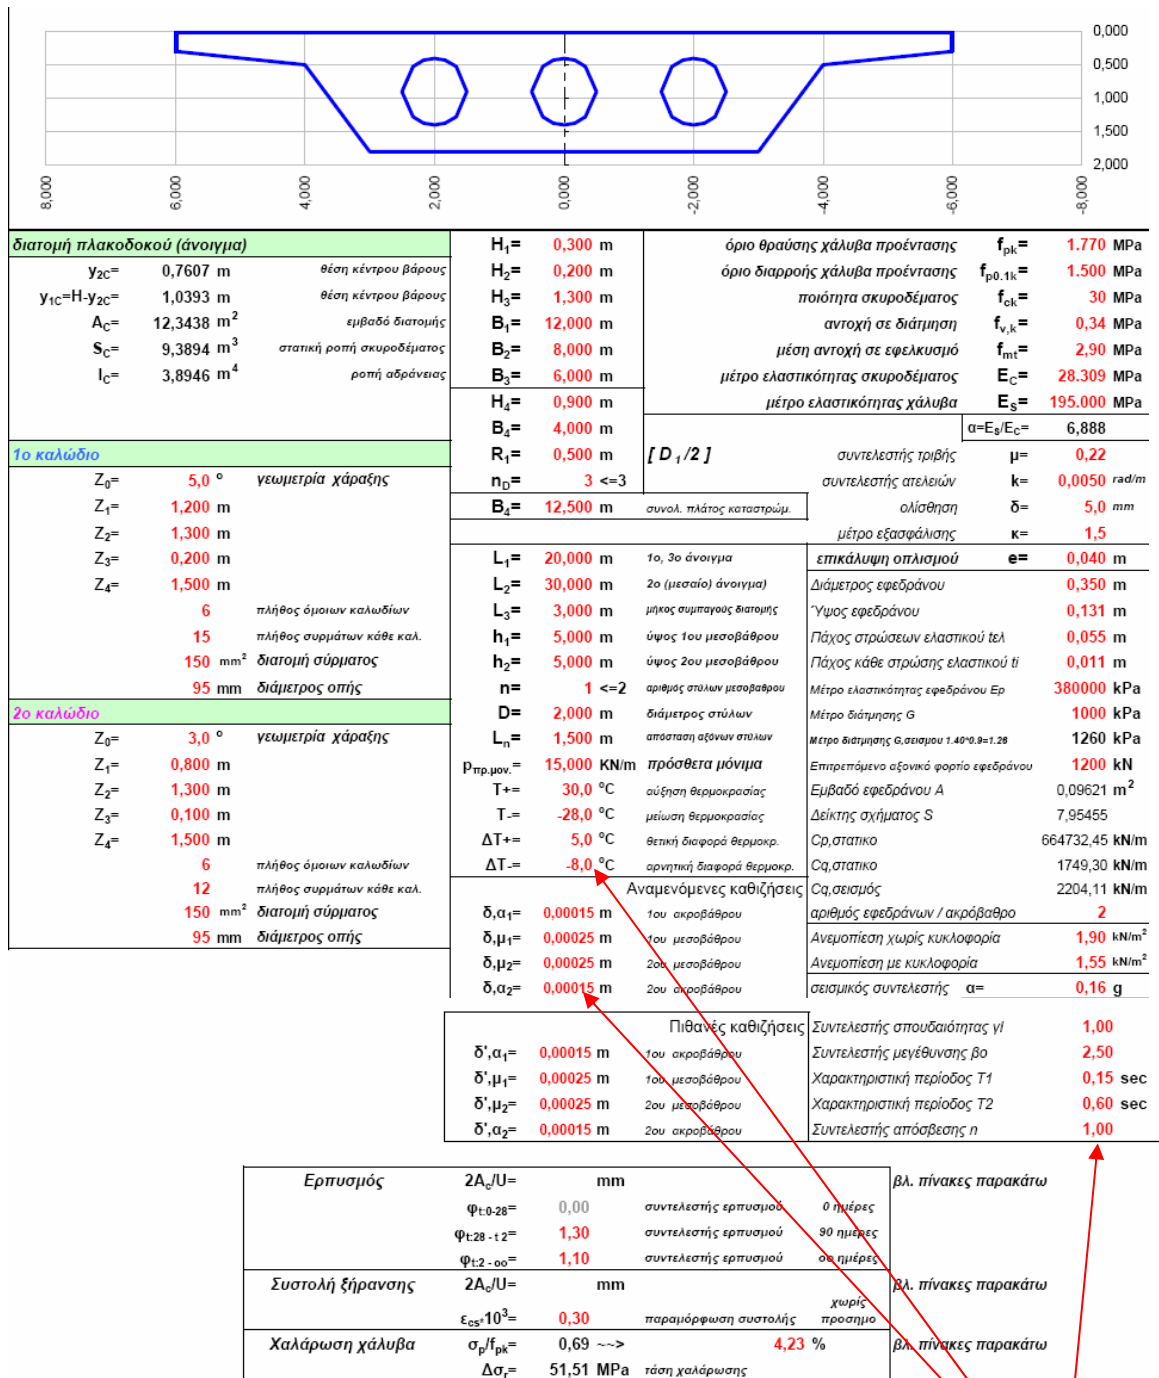 0,000
0,500
1,000
1,500
2,000
8,000 6,000 4,000 2,000 0,000 -2,000 -4,000 -6,000 -8,000
διατομή πλακοδοκού (άνοιγμα)
y2C= 0,7607 m θέση κέντρου βάρους
y1C=H-y2C= 1,0393 m θέση κέντρου βάρους
AC= 12,3438 m² εμβαδό διατομής
SC= 9,3894 m³ στατική ροπή σκυροδέματος
IC= 3,8946 m⁴ ροπή αδράνειας
1ο καλώδιο
Z0= 5,0 ° γεωμετρία χάραξης
Z1= 1,200 m
Z2= 1,300 m
Z3= 0,200 m
Z4= 1,500 m
6 πλήθος όμοιων καλωδίων
15 πλήθος συρμάτων κάθε καλ.
150 mm² διατομή σύρματος
95 mm διάμετρος οπής
2ο καλώδιο
Z0= 3,0 ° γεωμετρία χάραξης
Z1= 0,800 m
Z2= 1,300 m
Z3= 0,100 m
Z4= 1,500 m
6 πλήθος όμοιων καλωδίων
12 πλήθος συρμάτων κάθε καλ.
150 mm² διατομή σύρματος
95 mm διάμετρος οπής
H1= 0,300 m
H2= 0,200 m
H3= 1,300 m
B1= 12,000 m
B2= 8,000 m
B3= 6,000 m
H4= 0,900 m
B4= 4,000 m
R1= 0,500 m [ D1/2 ]
nD= 3 <=3
B4= 12,500 m συνολ. πλάτος καταστρώμ.
L1= 20,000 m 1ο, 3ο άνοιγμα
L2= 30,000 m 2ο (μεσαίο) άνοιγμα)
L3= 3,000 m μήκος συμπαγούς διατομής
h1= 5,000 m ύψος 1ου μεσοβάθρου
h2= 5,000 m ύψος 2ου μεσοβάθρου
n= 1 <=2 αριθμός στύλων μεσοβαθρου
D= 2,000 m διάμετρος στύλων
Ln= 1,500 m απόσταση αξόνων στύλων
pπρ.μον.= 15,000 KN/m πρόσθετα μόνιμα
T+= 30,0 °C αύξηση θερμοκρασίας
T-= -28,0 °C μείωση θερμοκρασίας
ΔT+= 5,0 °C θετική διαφορά θερμοκρ.
ΔT-= -8,0 °C αρνητική διαφορά θερμοκρ.
Αναμενόμενες καθιζήσεις
δ,α1= 0,00015 m 1ου ακροβάθρου
δ,μ1= 0,00025 m 1ου μεσοβάθρου
δ,μ2= 0,00025 m 2ου μεσοβάθρου
δ,α2= 0,00015 m 2ου ακροβάθρου
όριο θραύσης χάλυβα προέντασης fpk= 1.770 MPa
όριο διαρροής χάλυβα προέντασης fp0.1k= 1.500 MPa
ποιότητα σκυροδέματος fck= 30 MPa
αντοχή σε διάτμηση fv,k= 0,34 MPa
μέση αντοχή σε εφελκυσμό fmt= 2,90 MPa
μέτρο ελαστικότητας σκυροδέματος EC= 28.309 MPa
μέτρο ελαστικότητας χάλυβα ES= 195.000 MPa
α=ES/EC= 6,888
συντελεστής τριβής μ= 0,22
συντελεστής ατελειών k= 0,0050 rad/m
ολίσθηση δ= 5,0 mm
μέτρο εξασφάλισης κ= 1,5
επικάλυψη οπλισμού e= 0,040 m
Διάμετρος εφεδράνου 0,350 m
Ύψος εφεδράνου 0,131 m
Πάχος στρώσεων ελαστικού tελ 0,055 m
Πάχος κάθε στρώσης ελαστικού ti 0,011 m
Μέτρο ελαστικότητας εφεδράνου Ep 380000 kPa
Μέτρο διάτμησης G 1000 kPa
Μέτρο διάτμησης G,σεισμου 1.40*0.9=1.26 1260 kPa
Επιτρεπόμενο αξονικό φορτίο εφεδράνου 1200 kN
Εμβαδό εφεδράνου A 0,09621 m²
Δείκτης σχήματος S 7,95455
Cp,στατικο 664732,45 kN/m
Cq,στατικο 1749,30 kN/m
Cq,σεισμός 2204,11 kN/m
αριθμός εφεδράνων / ακρόβαθρο 2
Ανεμοπίεση χωρίς κυκλοφορία 1,90 kN/m²
Ανεμοπίεση με κυκλοφορία 1,55 kN/m²
σεισμικός συντελεστής α= 0,16 g
Πιθανές καθιζήσεις
δ',α1= 0,00015 m 1ου ακροβάθρου
δ',μ1= 0,00025 m 1ου μεσοβάθρου
δ',μ2= 0,00025 m 2ου μεσοβάθρου
δ',α2= 0,00015 m 2ου ακροβάθρου
Συντελεστής σπουδαιότητας γI 1,00
Συντελεστής μεγέθυνσης βο 2,50
Χαρακτηριστική περίοδος T1 0,15 sec
Χαρακτηριστική περίοδος T2 0,60 sec
Συντελεστής απόσβεσης n 1,00
Ερπυσμός 2Ac/U= mm βλ. πίνακες παρακάτω
φt:0-28= 0,00 συντελεστής ερπυσμού 0 ημέρες
φt:28 - t 2= 1,30 συντελεστής ερπυσμού 90 ημέρες
φt:2 - οο= 1,10 συντελεστής ερπυσμού οο ημέρες
Συστολή ξήρανσης 2Ac/U= mm βλ. πίνακες παρακάτω
εcs*10³= 0,30 παραμόρφωση συστολής χωρίς προσημο
Χαλάρωση χάλυβα σp/fpk= 0,69 ~~> 4,23 % βλ. πίνακες παρακάτω
Δσr= 51,51 MPa τάση χαλάρωσης